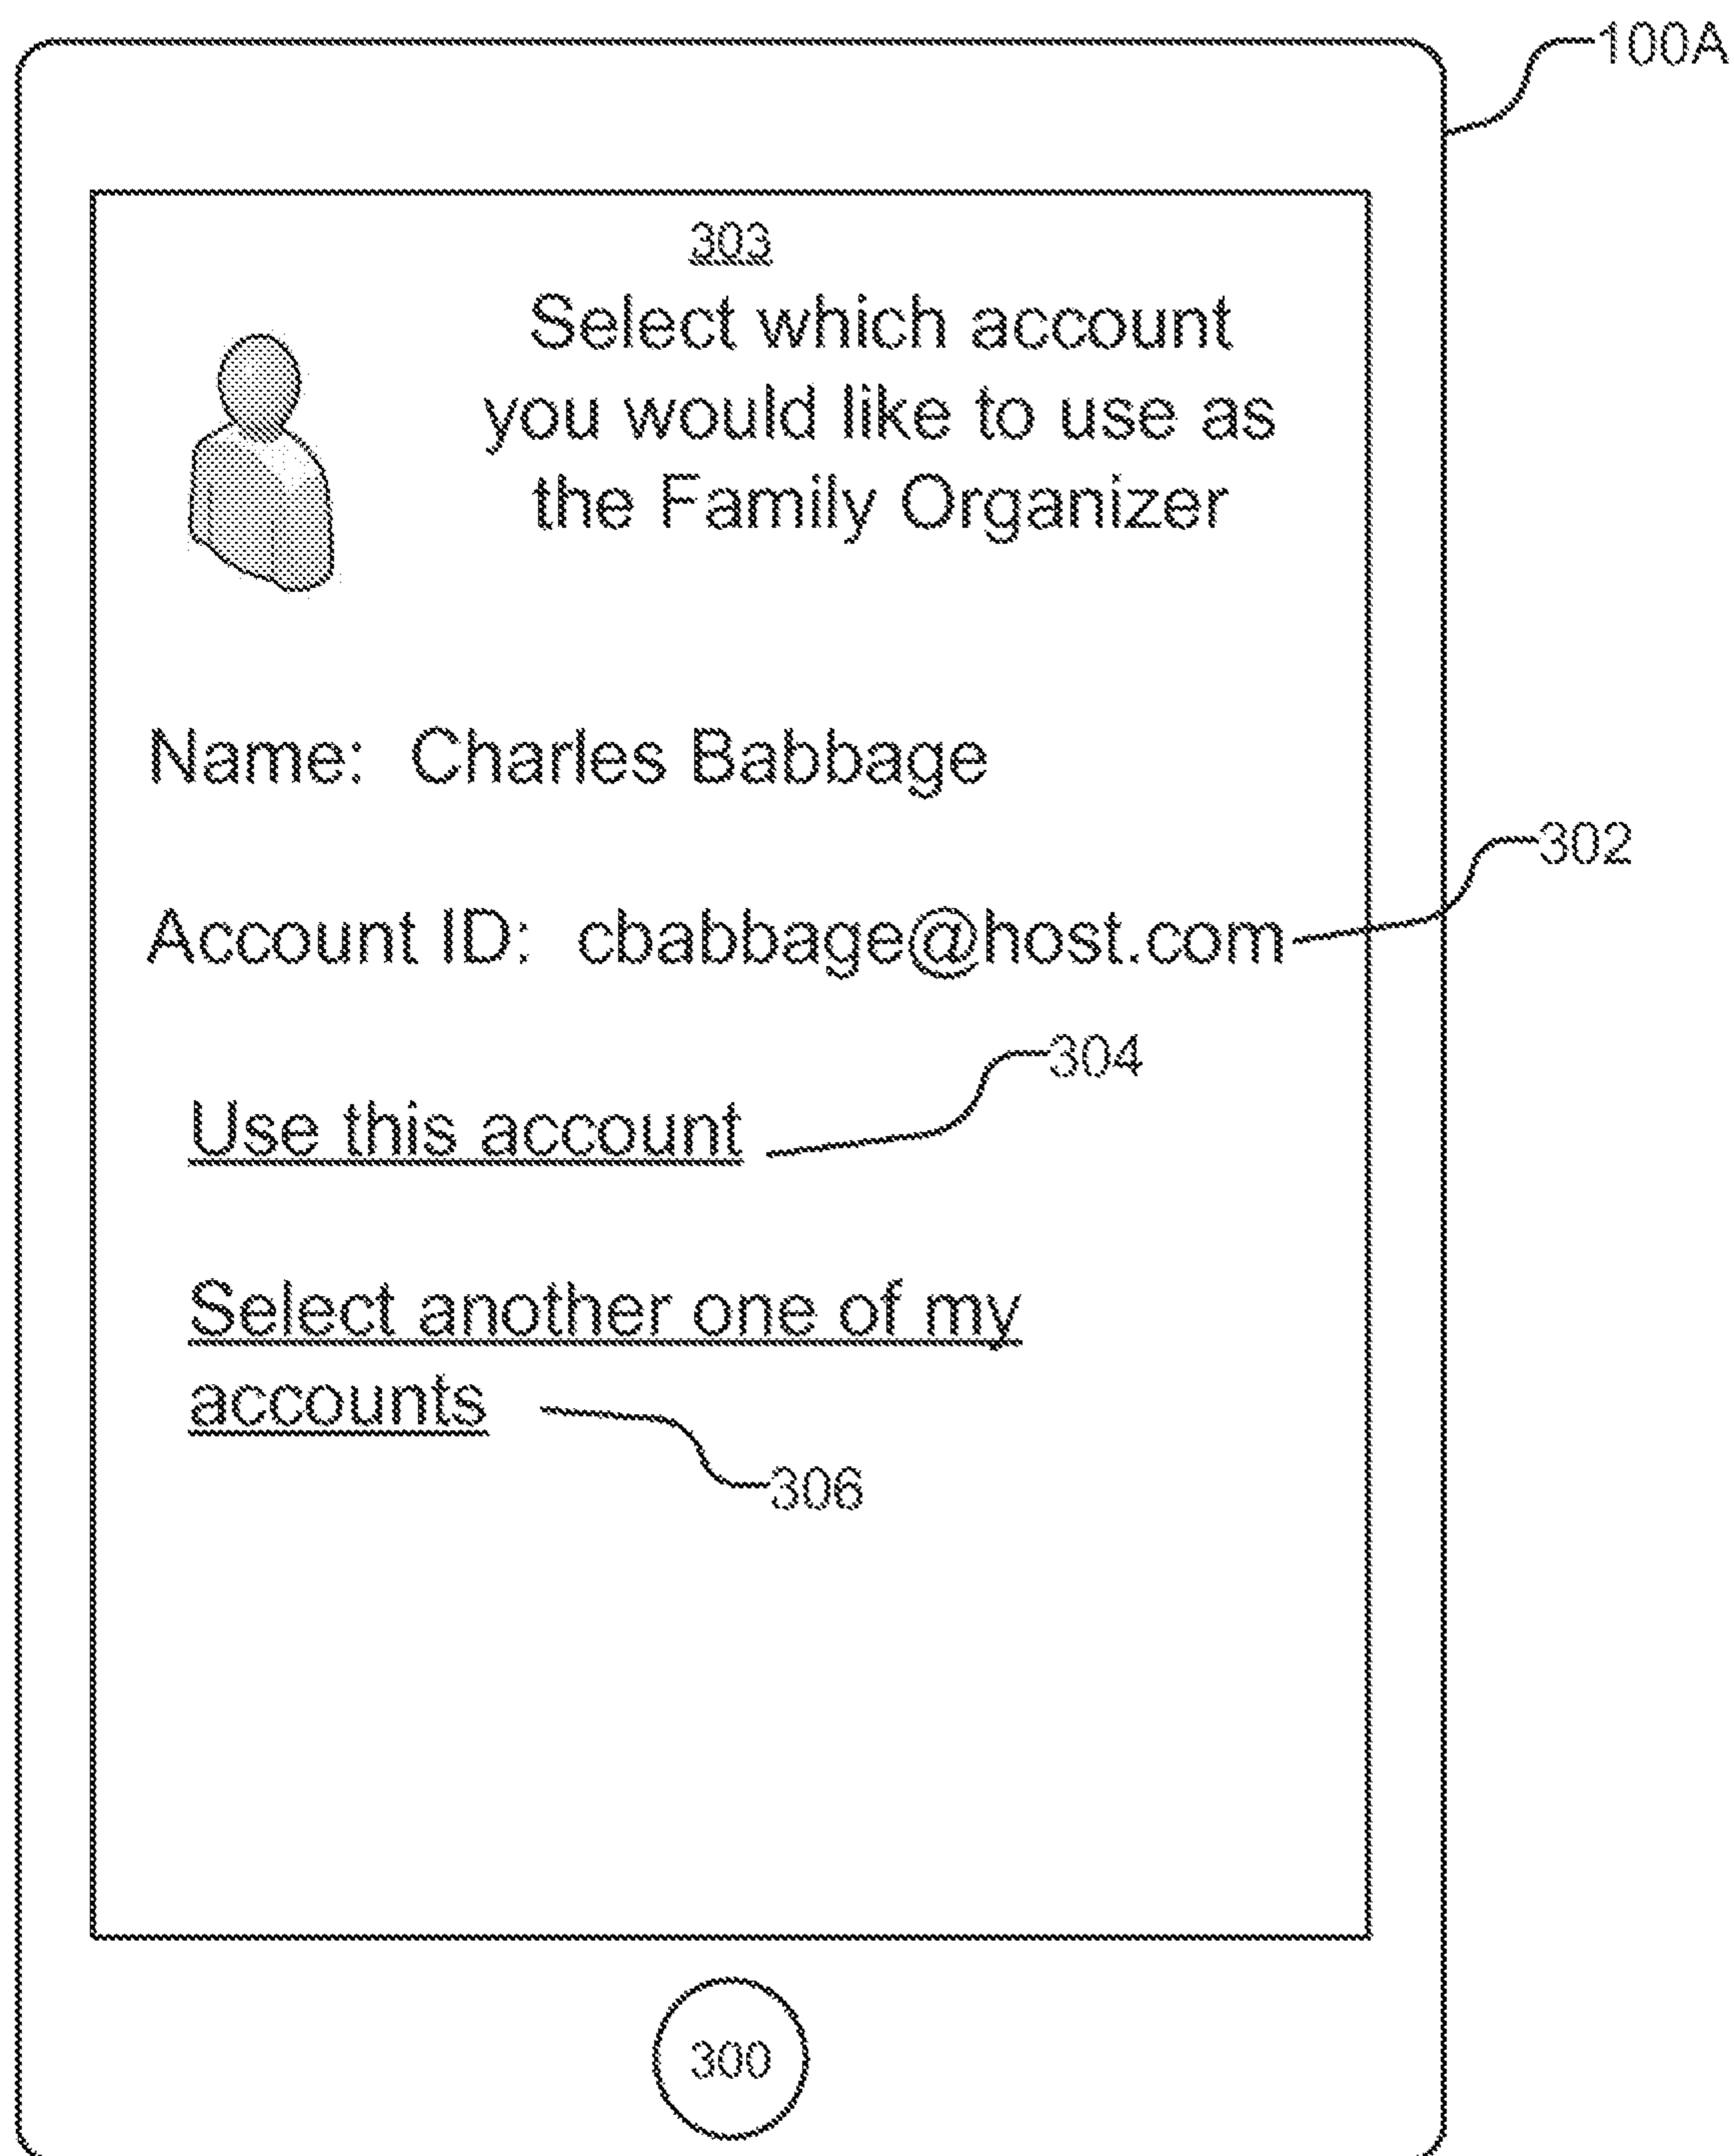 100A
303
Select which account
you would like to use as
the Family Organizer
Name: Charles Babbage
302
Account ID: cbabbage@host.com
304
Use this account
Select another one of my
accounts
306
300